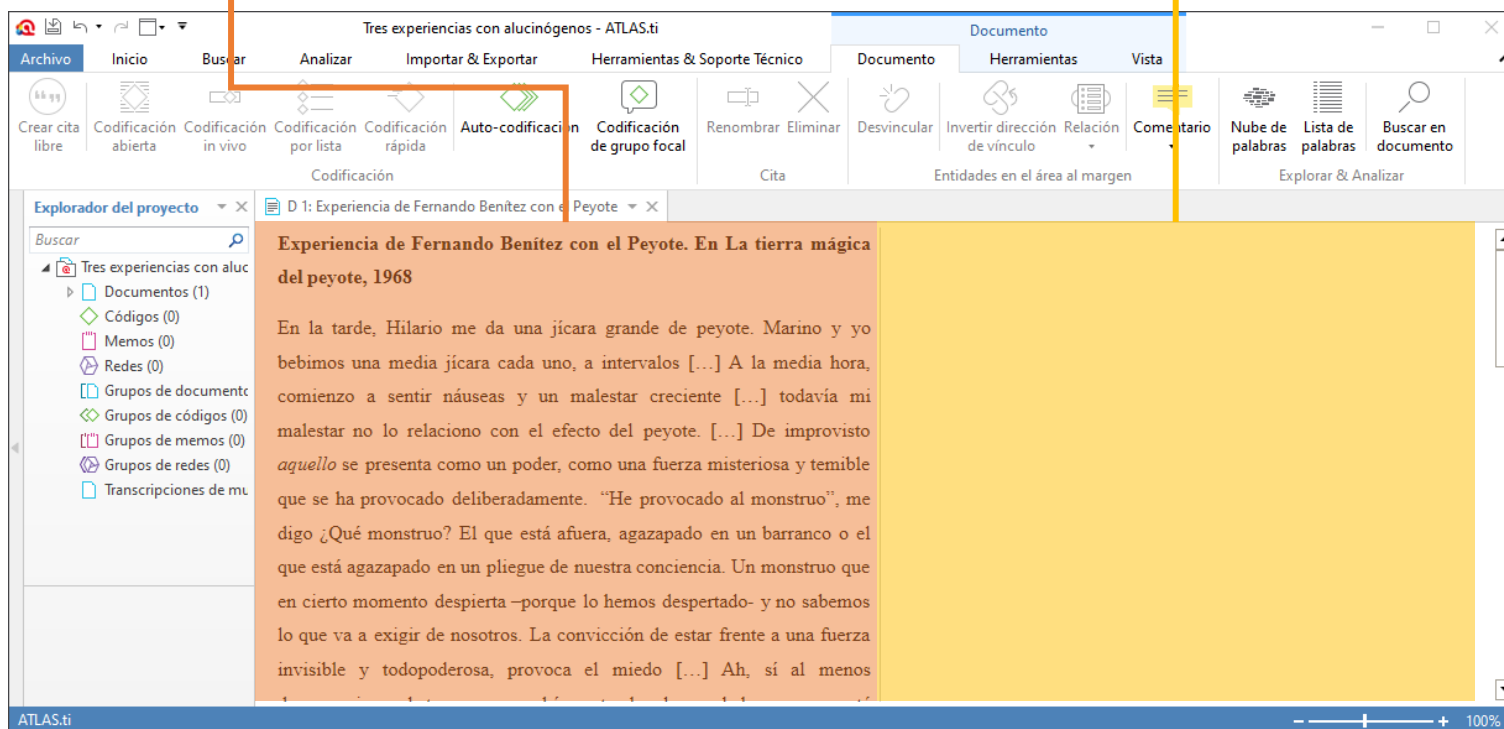 Tres experiencias con alucinógenos - ATLAS.ti
Documento
Archivo Inicio Buscar Analizar Importar & Exportar Herramientas & Soporte Técnico Documento Herramientas Vista
Crear cita libre
Codificación abierta
Codificación in vivo
Codificación por lista
Codificación rápida
Auto-codificación
Codificación de grupo focal
Renombrar Eliminar
Desvincular
Invertir dirección de vínculo
Relación
Comentario
Nube de palabras
Lista de palabras
Buscar en documento
Codificación
Cita
Entidades en el área al margen
Explorar & Analizar
Explorador del proyecto
D 1: Experiencia de Fernando Benítez con el Peyote
Buscar
Tres experiencias con aluc
Documentos (1)
Códigos (0)
Memos (0)
Redes (0)
Grupos de documento
Grupos de códigos (0)
Grupos de memos (0)
Grupos de redes (0)
Transcripciones de mu
Experiencia de Fernando Benítez con el Peyote. En La tierra mágica
del peyote, 1968
En la tarde, Hilario me da una jícara grande de peyote. Marino y yo
bebimos una media jícara cada uno, a intervalos […] A la media hora,
comienzo a sentir náuseas y un malestar creciente […] todavía mi
malestar no lo relaciono con el efecto del peyote. […] De improvisto
aquello se presenta como un poder, como una fuerza misteriosa y temible
que se ha provocado deliberadamente. “He provocado al monstruo”, me
digo ¿Qué monstruo? El que está afuera, agazapado en un barranco o el
que está agazapado en un pliegue de nuestra conciencia. Un monstruo que
en cierto momento despierta –porque lo hemos despertado- y no sabemos
lo que va a exigir de nosotros. La convicción de estar frente a una fuerza
invisible y todopoderosa, provoca el miedo […] Ah, sí al menos
ATLAS.ti
100%